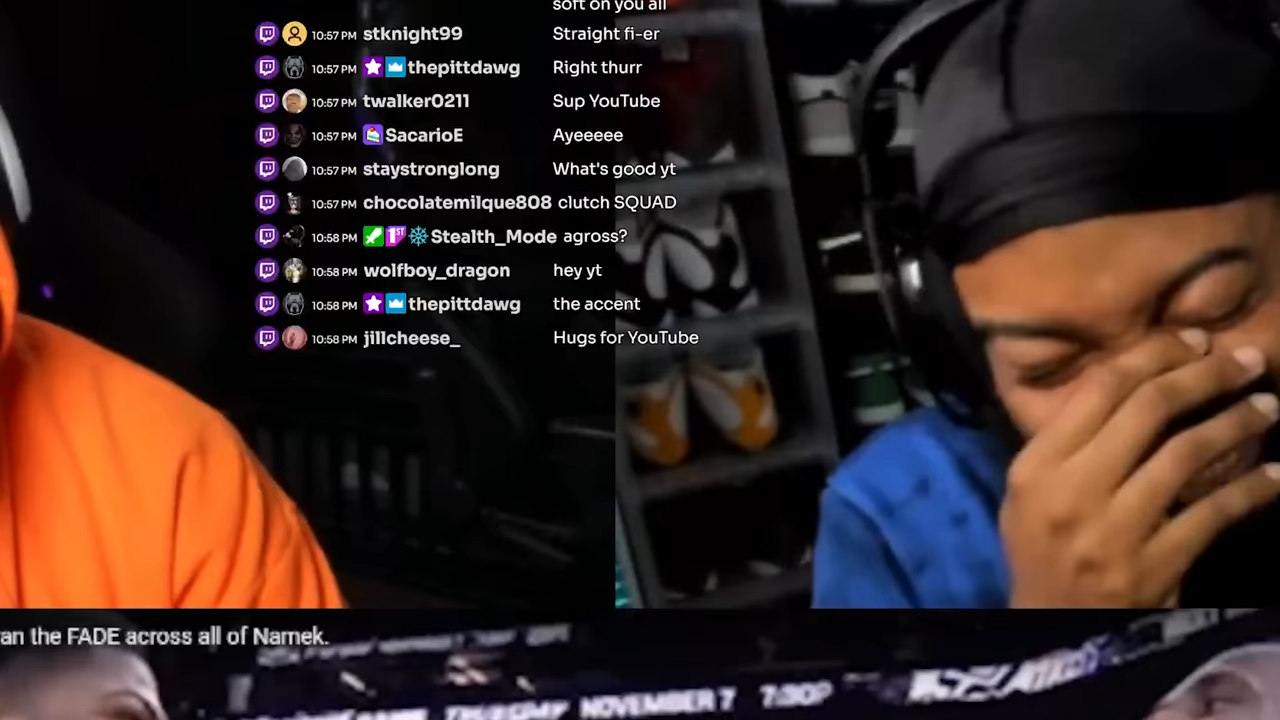 soft on you all
10:57 PM stknight99 Straight fi-er
10:57 PM thepittdawg Right thurr
10:57 PM twalker0211 Sup YouTube
10:57 PM SacarioE Ayeeeee
10:57 PM staystronglong What's good yt
10:57 PM chocolatemilque808 clutch SQUAD
10:58 PM 1ST Stealth_Mode agross?
10:58 PM wolfboy_dragon hey yt
10:58 PM thepittdawg the accent
10:58 PM jillcheese_ Hugs for YouTube
an the FADE across all of Namek.
THURSDAY NOVEMBER 7 7:30P